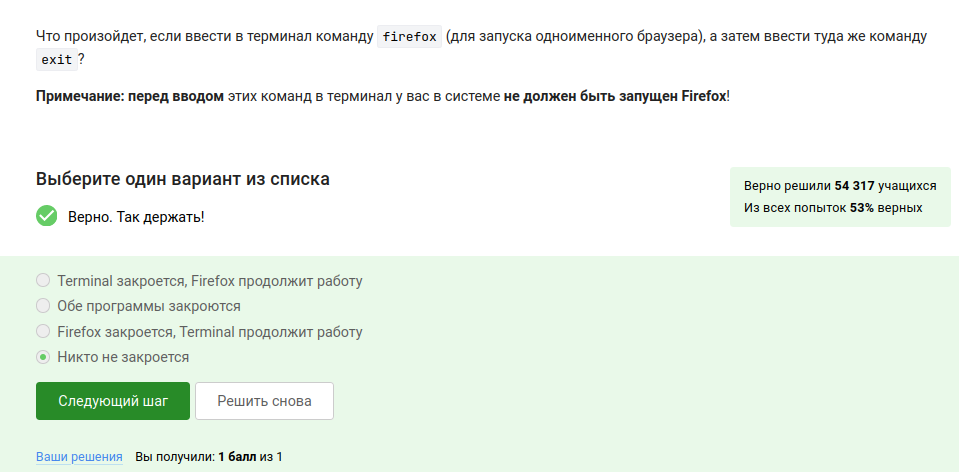 Что произойдет, если ввести в терминал команду firefox (для запуска одноименного браузера), а затем ввести туда же команду
exit ?
Примечание: перед вводом этих команд в терминал у вас в системе не должен быть запущен Firefox!
Выберите один вариант из списка
Верно. Так держать!
Верно решили 54 317 учащихся
Из всех попыток 53% верных
Terminal закроется, Firefox продолжит работу
Обе программы закроются
Firefox закроется, Terminal продолжит работу
Никто не закроется
Следующий шаг
Решить снова
Ваши решения Вы получили: 1 балл из 1